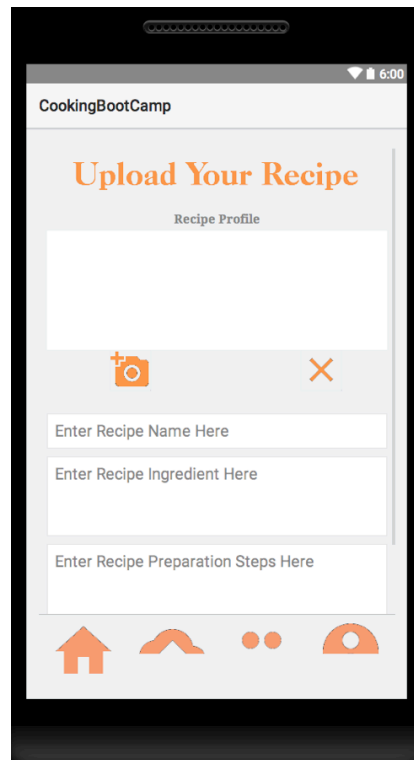 6:00
CookingBootCamp
Upload Your Recipe
Recipe Profile
Enter Recipe Name Here
Enter Recipe Ingredient Here
Enter Recipe Preparation Steps Here